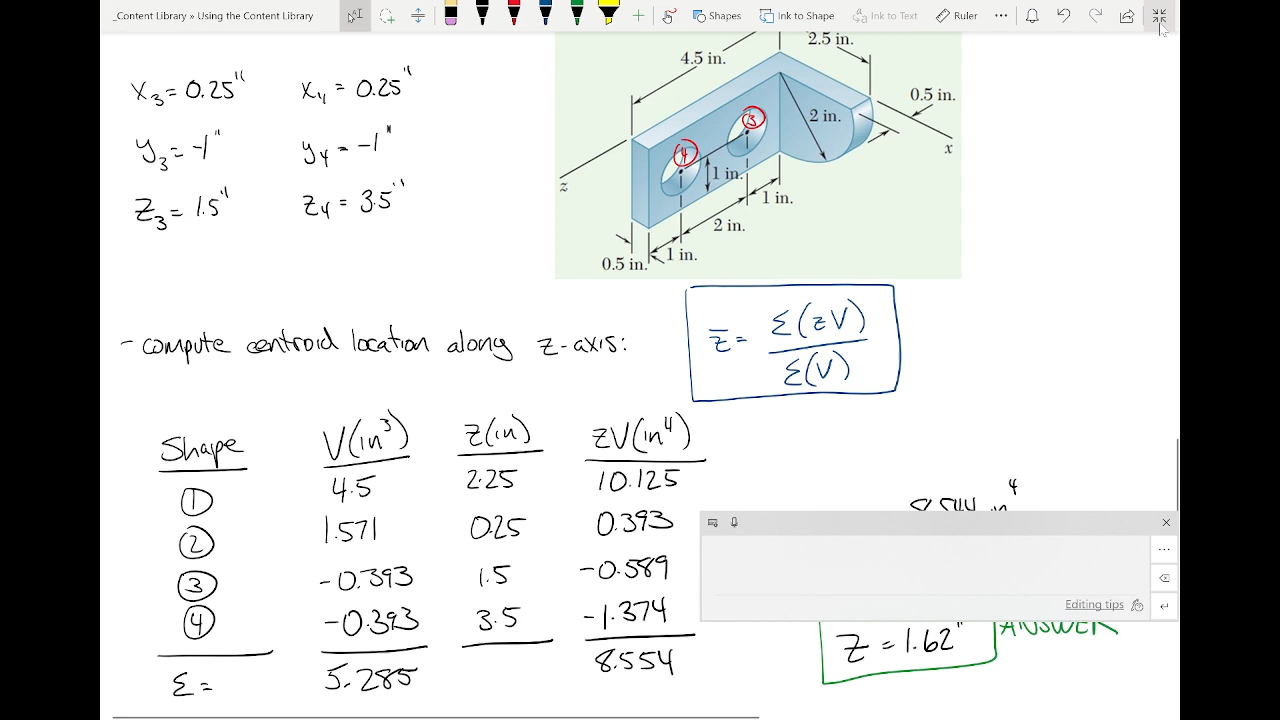 _Content Library » Using the Content Library
Shapes Ink to Shape Ink to Text Ruler ...
x₃ = 0.25" x₄ = 0.25"
y₃ = -1" y₄ = -1"
z₃ = 1.5" z₄ = 3.5"
4.5 in.
2.5 in.
0.5 in.
2 in.
x
3
4
z
1 in.
1 in.
2 in.
1 in.
0.5 in.
- compute centroid location along z-axis:
z̄ = Σ(zV) / Σ(V)
Shape V(in³) z(in) zV(in⁴)
① 4.5 2.25 10.125
② 1.571 0.25 0.393
③ -0.393 1.5 -0.589
④ -0.393 3.5 -1.374
Σ = 5.285 8.554
Editing tips
z = 1.62" ANSWER